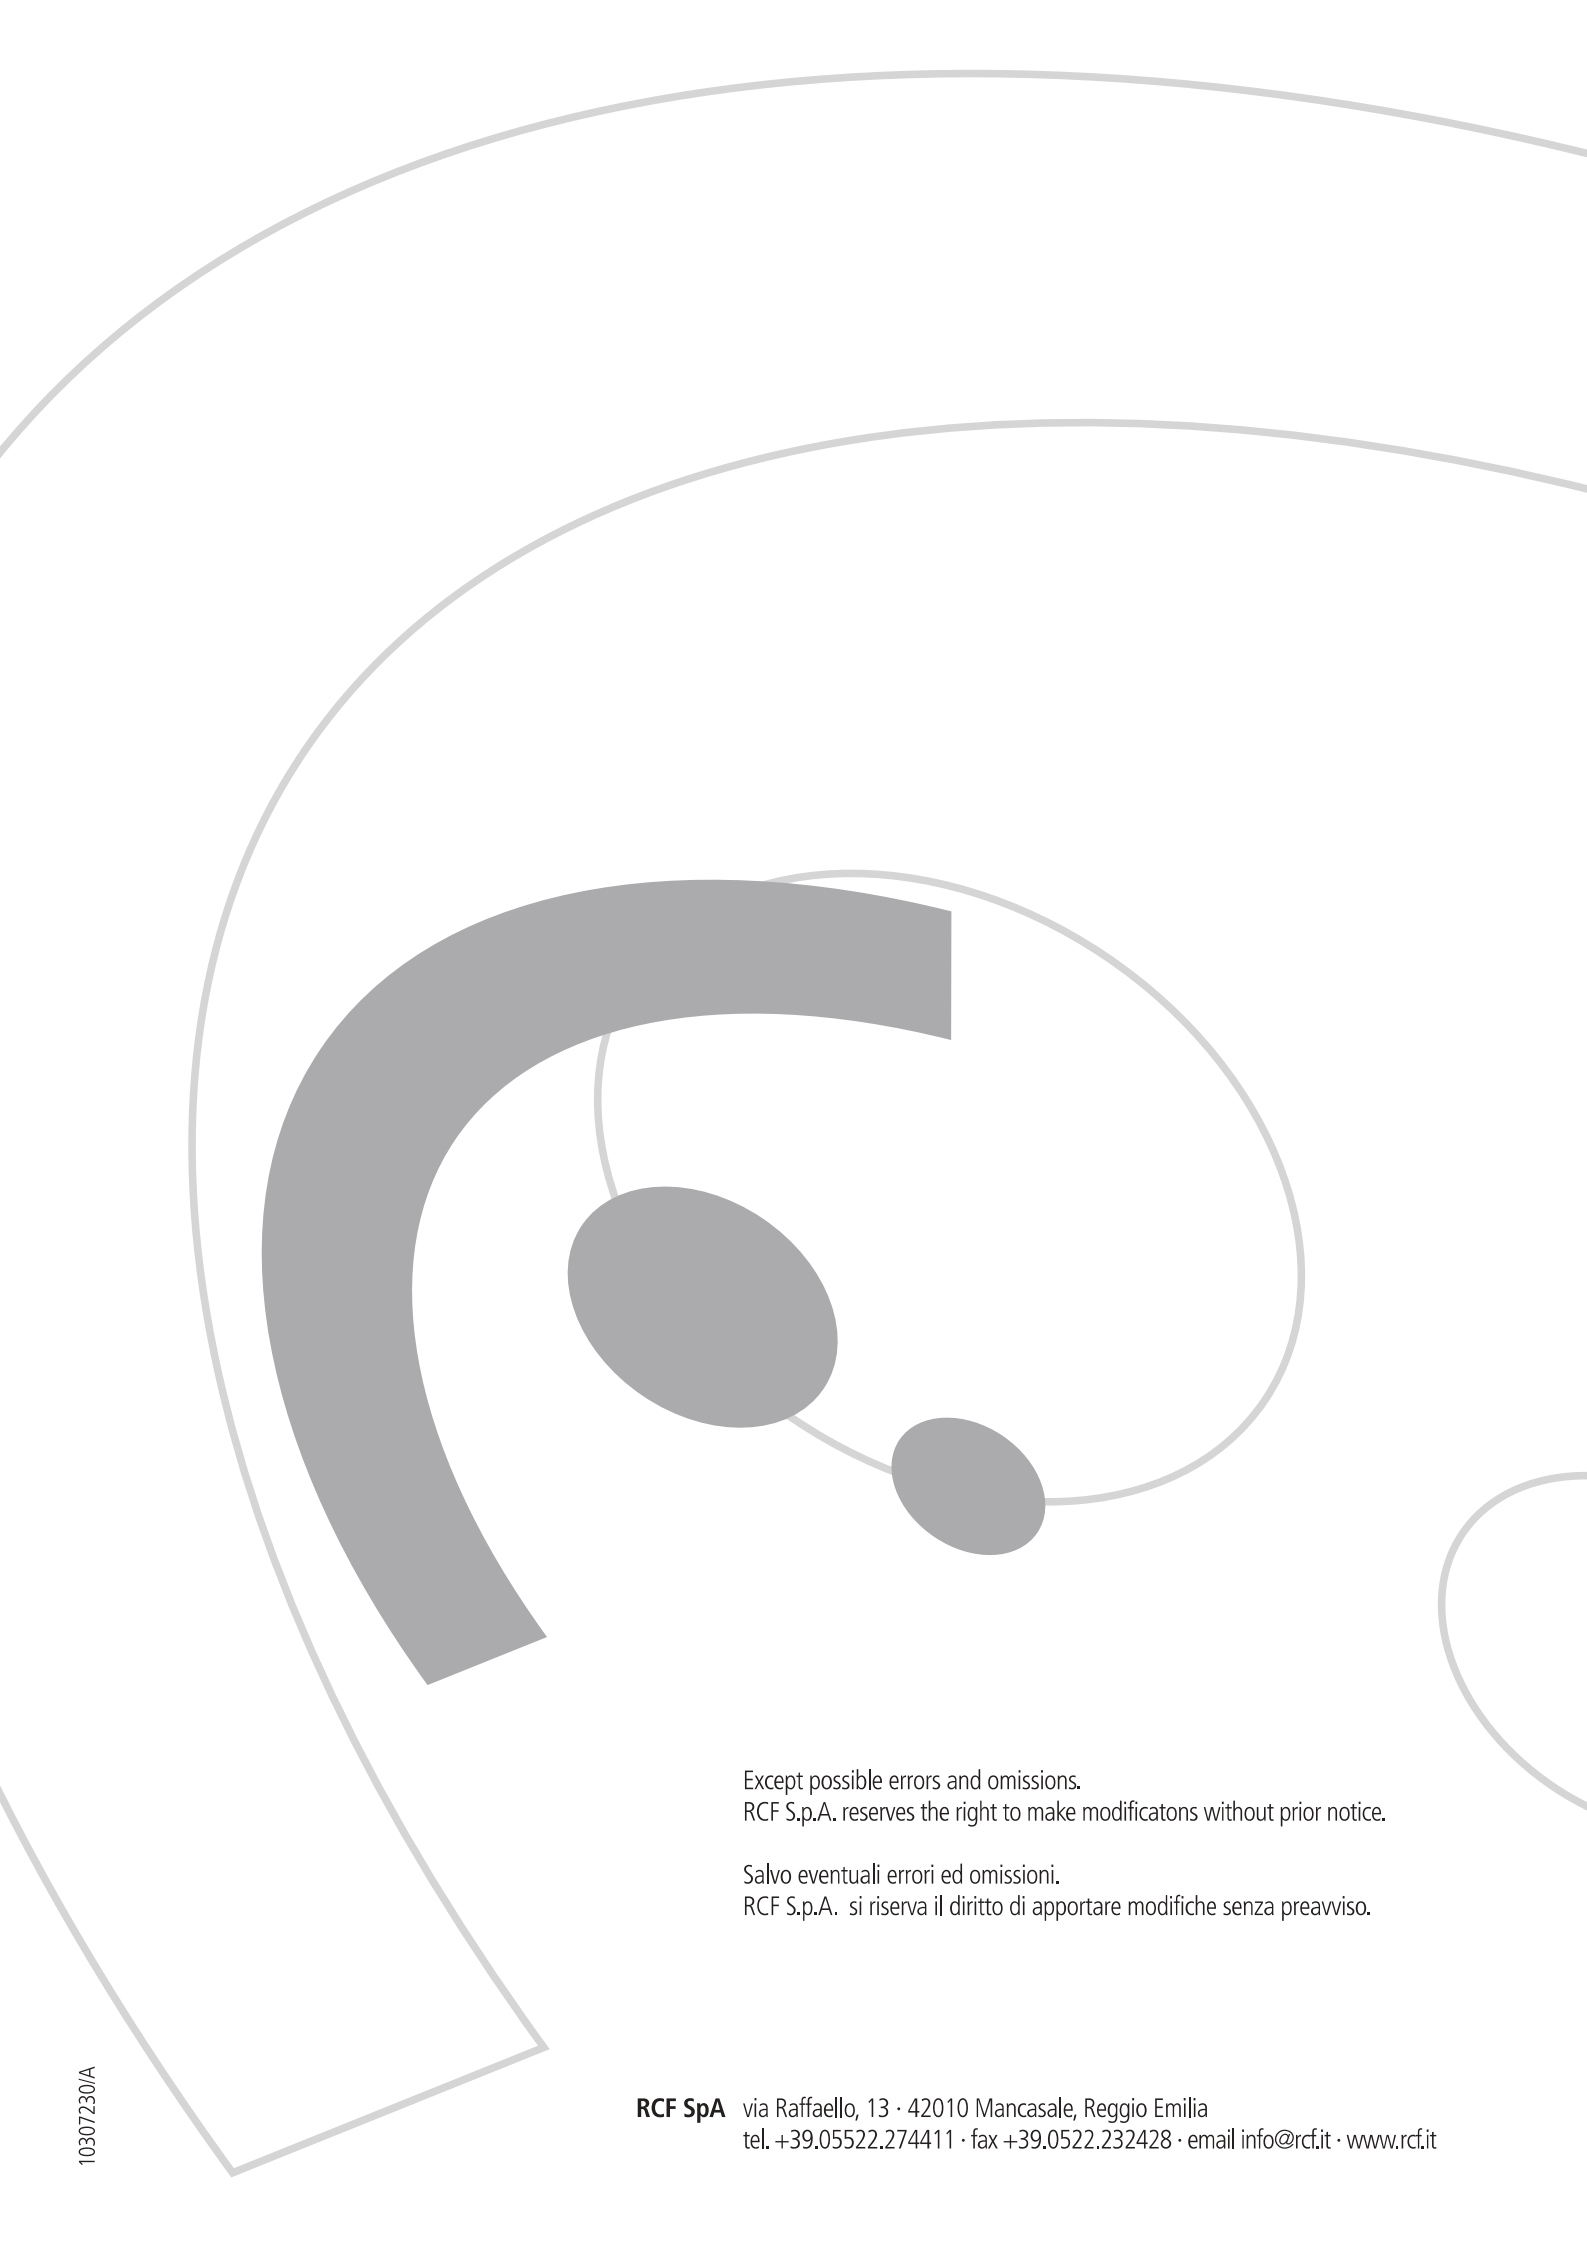 Except possible errors and omissions.
RCF S.p.A. reserves the right to make modificatons without prior notice.
Salvo eventuali errori ed omissioni.
RCF S.p.A. si riserva il diritto di apportare modifiche senza preavviso.
10307230/A
RCF SpA via Raffaello, 13 · 42010 Mancasale, Reggio Emilia
tel. +39.05522.274411 · fax +39.0522.232428 · email info@rcf.it · www.rcf.it